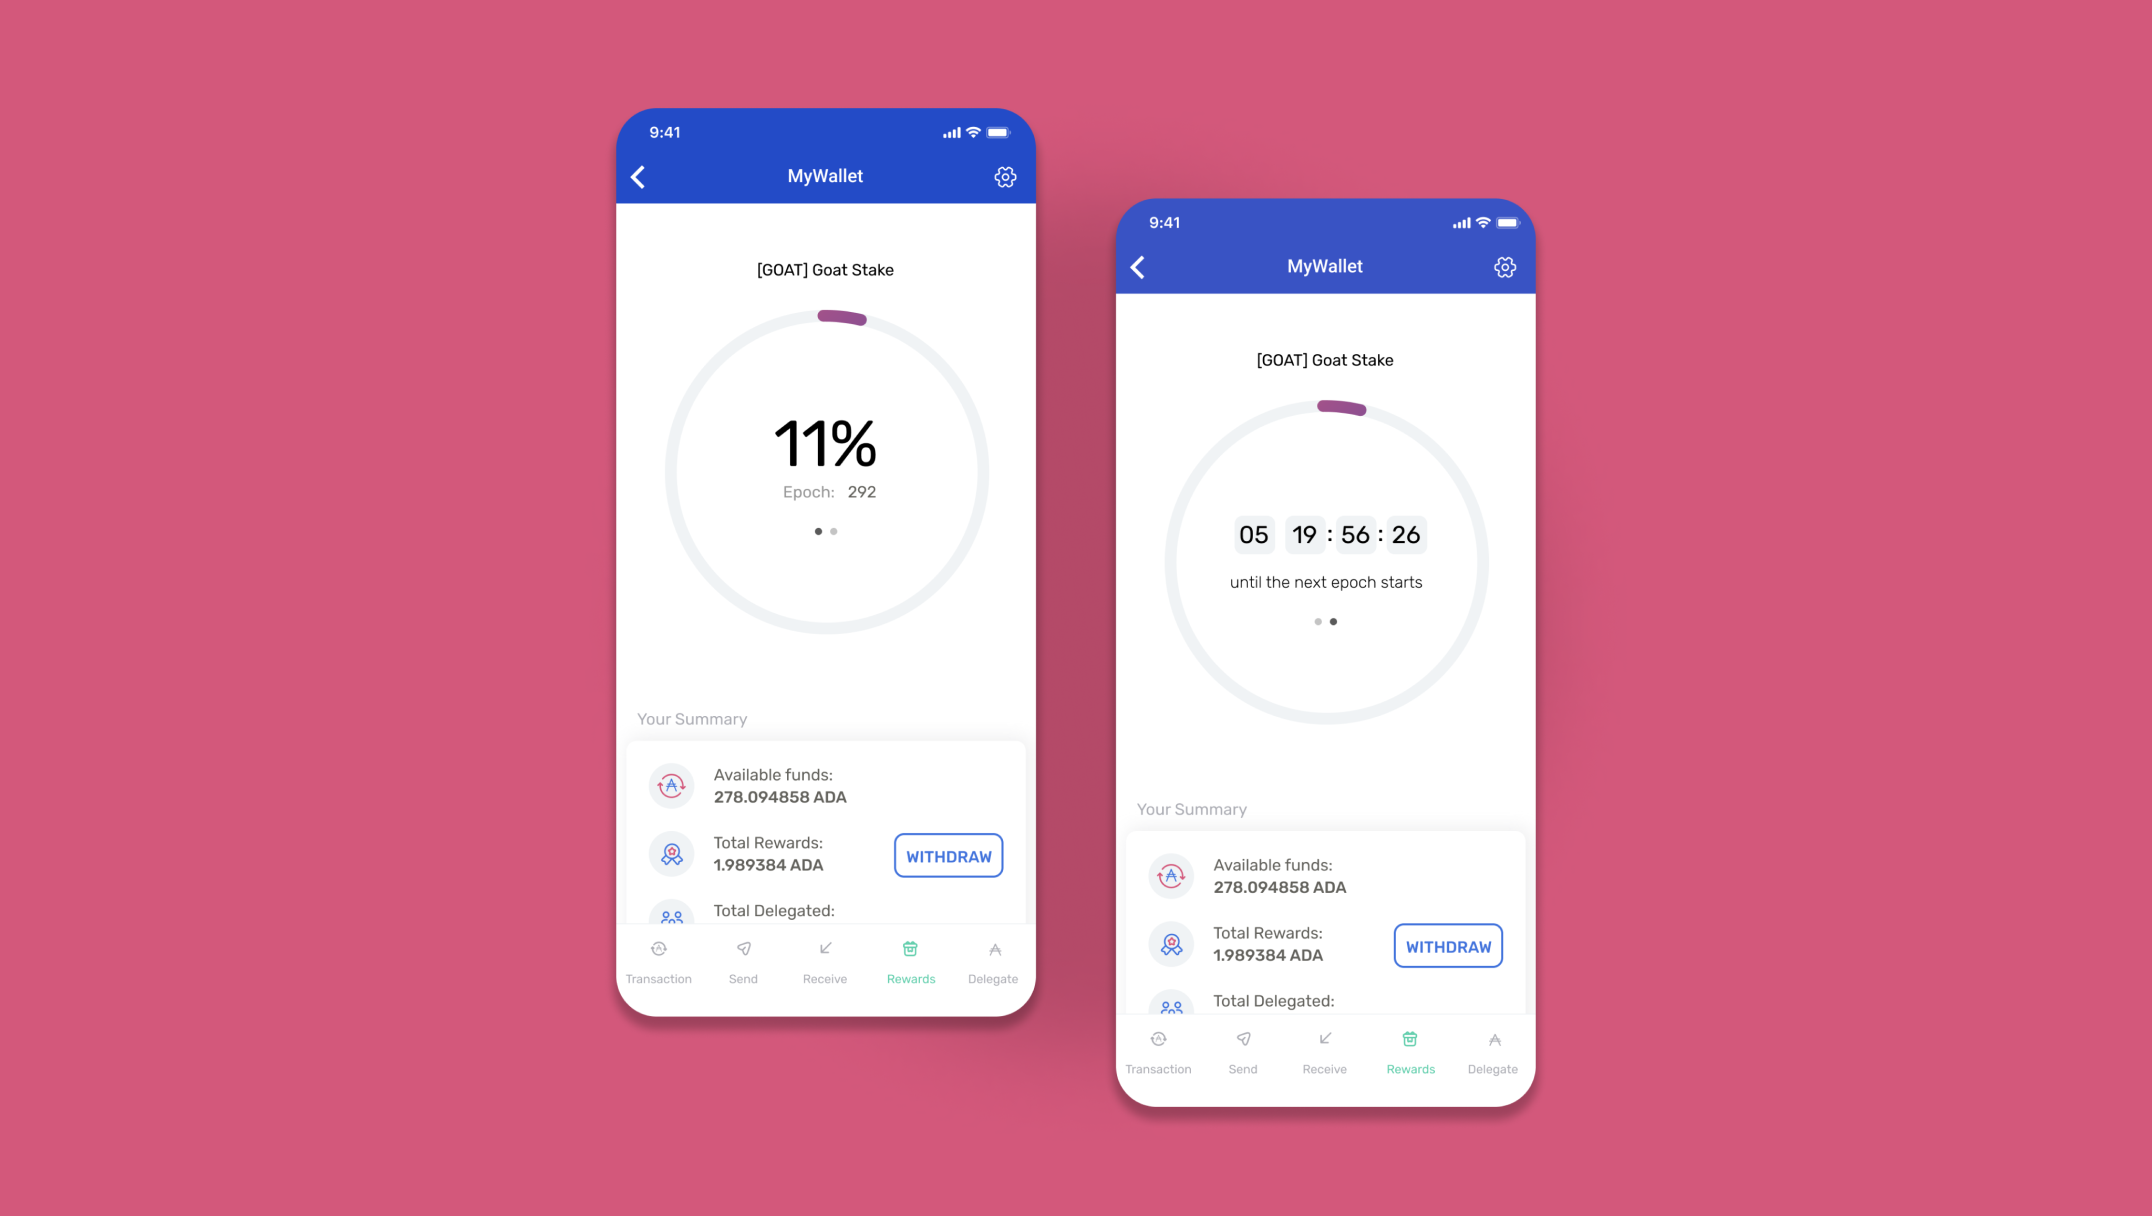 9:41
MyWallet
[GOAT] Goat Stake
11%
Epoch: 292
Your Summary
Available funds:
278.094858 ADA
Total Rewards:
1.989384 ADA
WITHDRAW
Total Delegated:
Transaction Send Receive Rewards Delegate
9:41
MyWallet
[GOAT] Goat Stake
05 19 : 56 : 26
until the next epoch starts
Your Summary
Available funds:
278.094858 ADA
Total Rewards:
1.989384 ADA
WITHDRAW
Total Delegated:
Transaction Send Receive Rewards Delegate